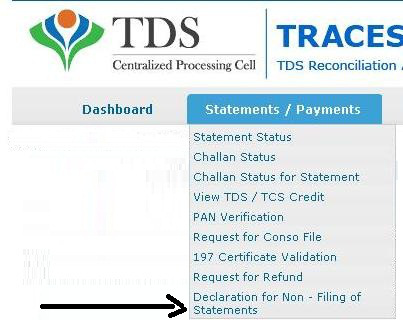 TDS
Centralized Processing Cell
TRACES
TDS Reconciliation
Dashboard
Statements / Payments
Statement Status
Challan Status
Challan Status for Statement
View TDS / TCS Credit
PAN Verification
Request for Conso File
197 Certificate Validation
Request for Refund
Declaration for Non - Filing of
Statements